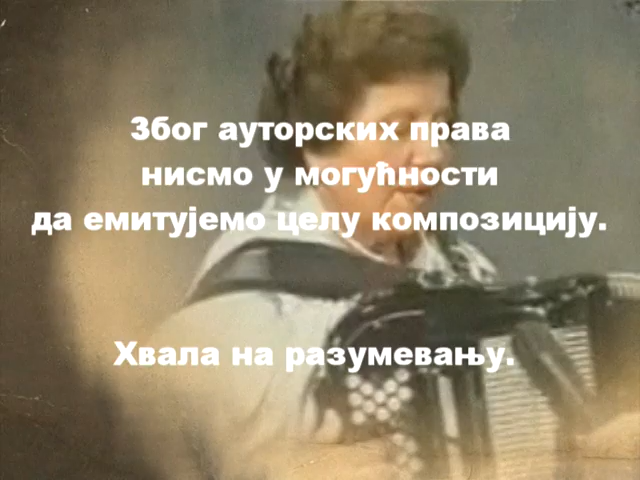 Због ауторских права
нисмо у могућности
да емитујемо целу композицију.
Хвала на разумевању.